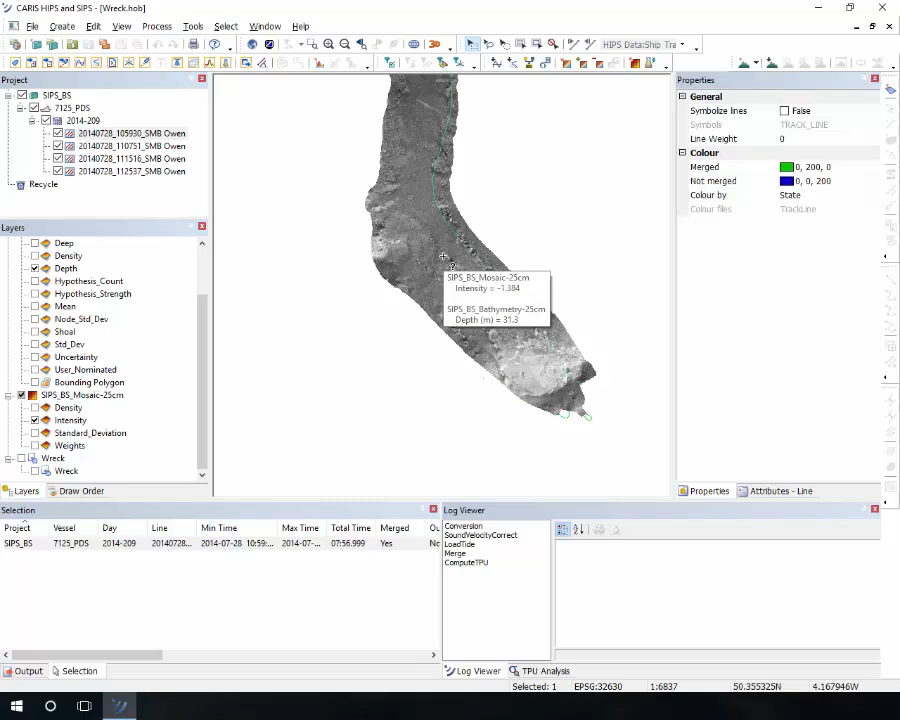 CARIS HIPS and SIPS - [Wreck.hob]
File Create Edit View Process Tools Select Window Help
3D
HIPS Data:Ship Tra
Project
SIPS_BS
7125_PDS
2014-209
20140728_105930_SMB Owen
20140728_110751_SMB Owen
20140728_111516_SMB Owen
20140728_112537_SMB Owen
Recycle
Layers
Deep
Density
Depth
Hypothesis_Count
Hypothesis_Strength
Mean
Node_Std_Dev
Shoal
Std_Dev
Uncertainty
User_Nominated
Bounding Polygon
SIPS_BS_Mosaic-25cm
Density
Intensity
Standard_Deviation
Weights
Wreck
Wreck
Layers Draw Order
SIPS_BS_Mosaic-25cm
Intensity = -1.384
SIPS_BS_Bathymetry-25cm
Depth (m) = 31.3
Properties
General
Symbolize lines False
Symbols TRACK_LINE
Line Weight 0
Colour
Merged 0, 200, 0
Not merged 0, 0, 200
Colour by State
Colour files TrackLine
Properties Attributes - Line
Selection
Project Vessel Day Line Min Time Max Time Total Time Merged Ou
SIPS_BS 7125_PDS 2014-209 20140728... 2014-07-28 10:59:... 2014-07-... 07:56.999 Yes No
Output Selection
Log Viewer
Conversion
SoundVelocityCorrect
LoadTide
Merge
ComputeTPU
Log Viewer TPU Analysis
Selected: 1 EPSG:32630 1:6837 50.355325N 4.167946W